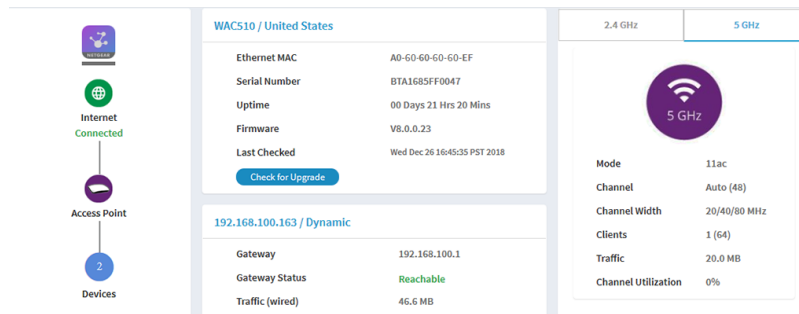 NETGEAR
Internet
Connected
Access Point
2
Devices
WAC510 / United States
Ethernet MAC A0-60-60-60-60-EF
Serial Number BTA1685FF0047
Uptime 00 Days 21 Hrs 20 Mins
Firmware V8.0.0.23
Last Checked Wed Dec 26 16:45:35 PST 2018
Check for Upgrade
192.168.100.163 / Dynamic
Gateway 192.168.100.1
Gateway Status Reachable
Traffic (wired) 46.6 MB
2.4 GHz 5 GHz
5 GHz
Mode 11ac
Channel Auto (48)
Channel Width 20/40/80 MHz
Clients 1 (64)
Traffic 20.0 MB
Channel Utilization 0%